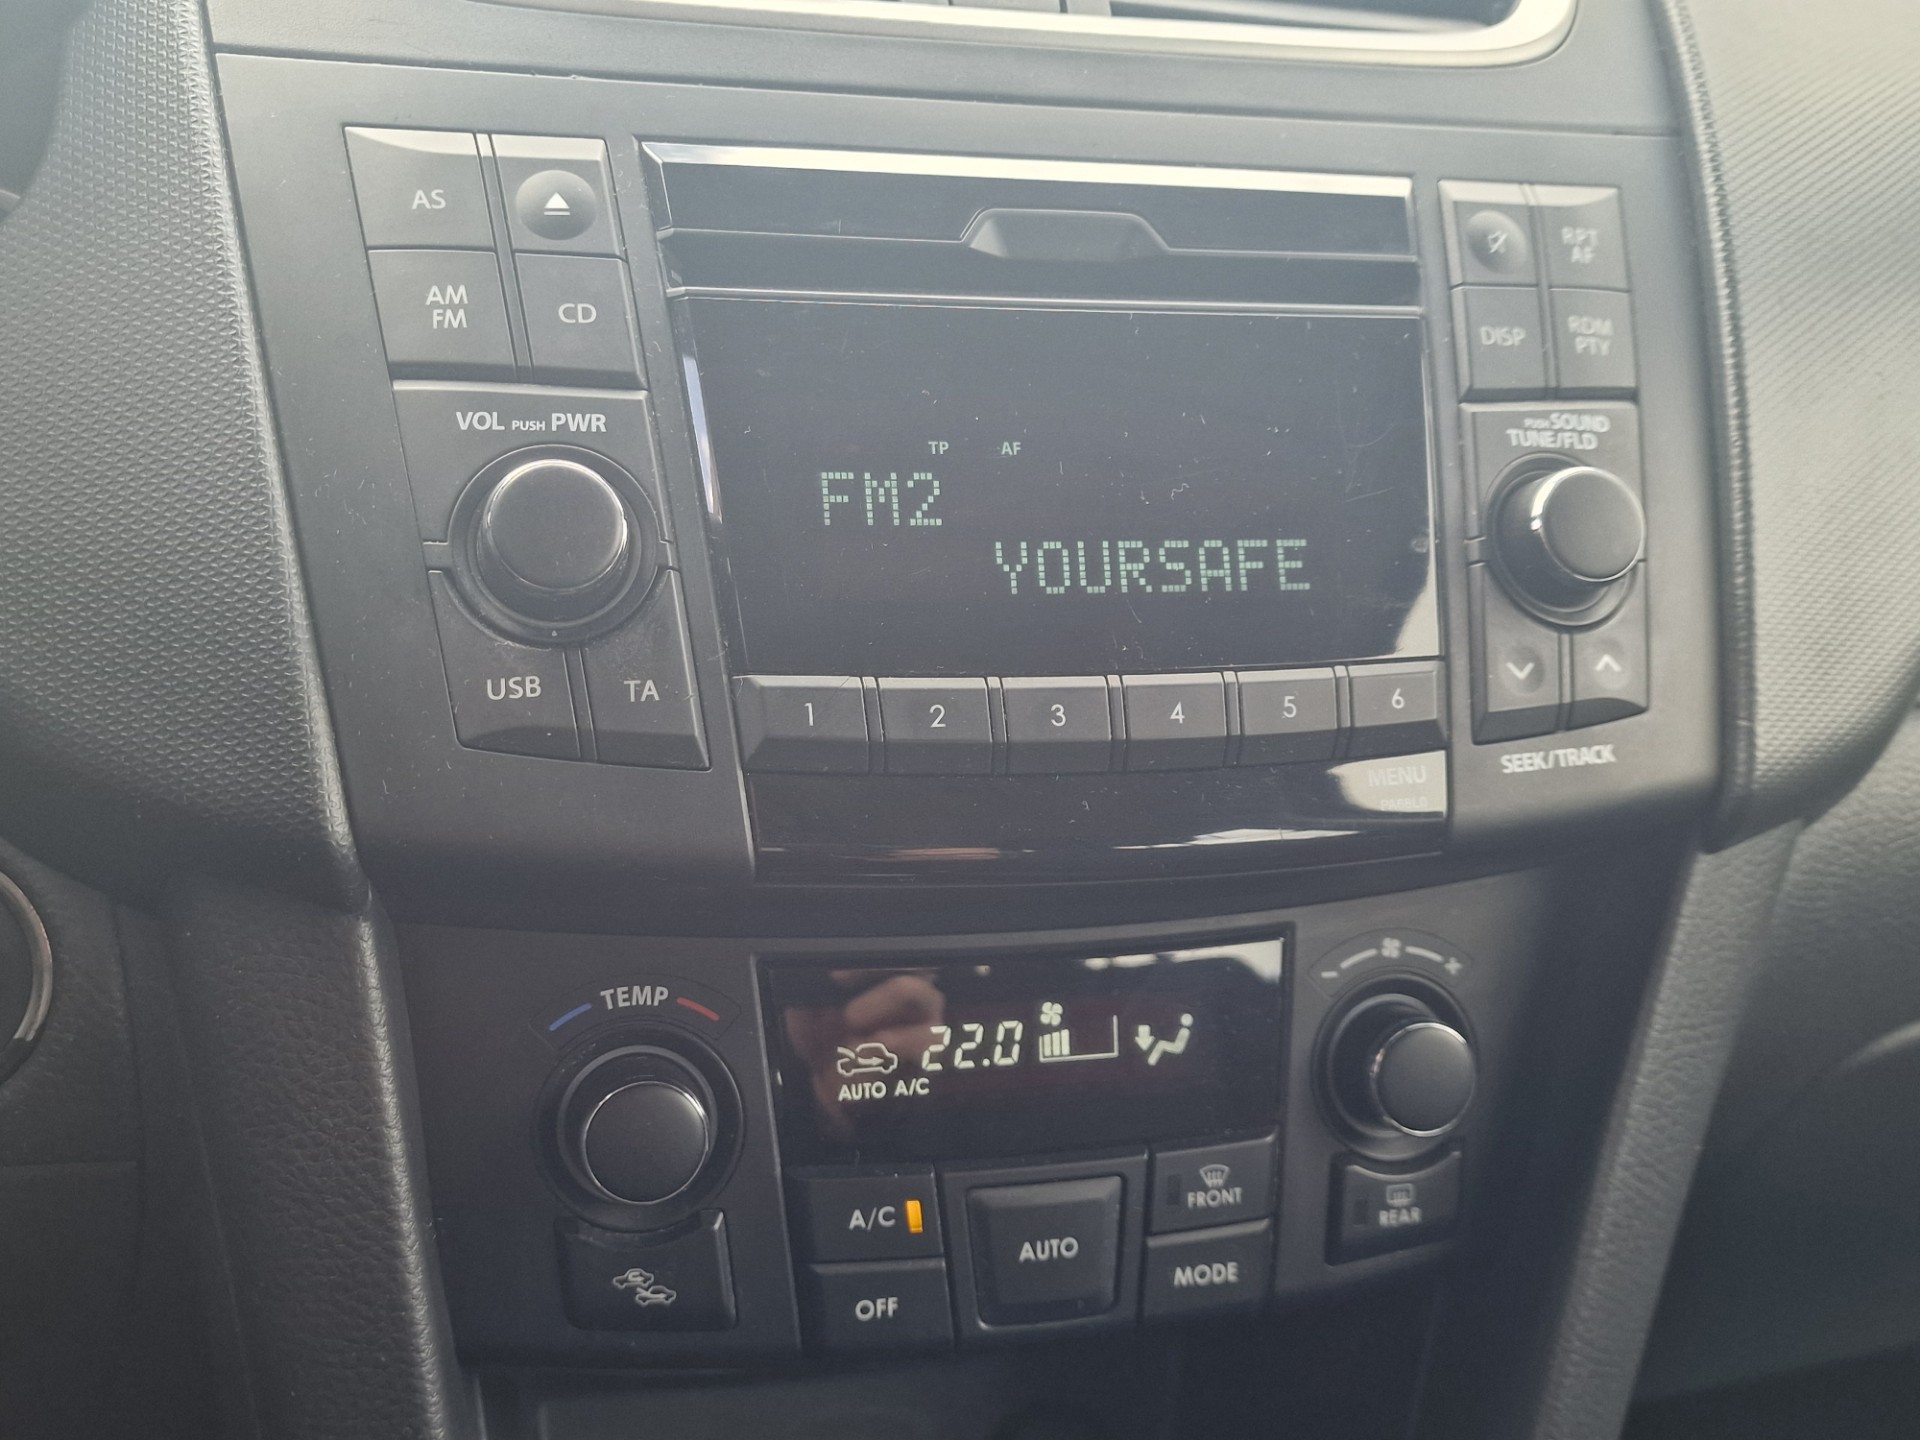 AS
AM
FM
CD
RPT
AF
DISP
RDM
PTY
VOL PUSH PWR
PUSH SOUND
TUNE/FLD
TP AF
FM2
YOURSAFE
USB
TA
1 2 3 4 5 6
MENU
SEEK/TRACK
TEMP
22.0
AUTO A/C
A/C
AUTO
FRONT
REAR
OFF
MODE